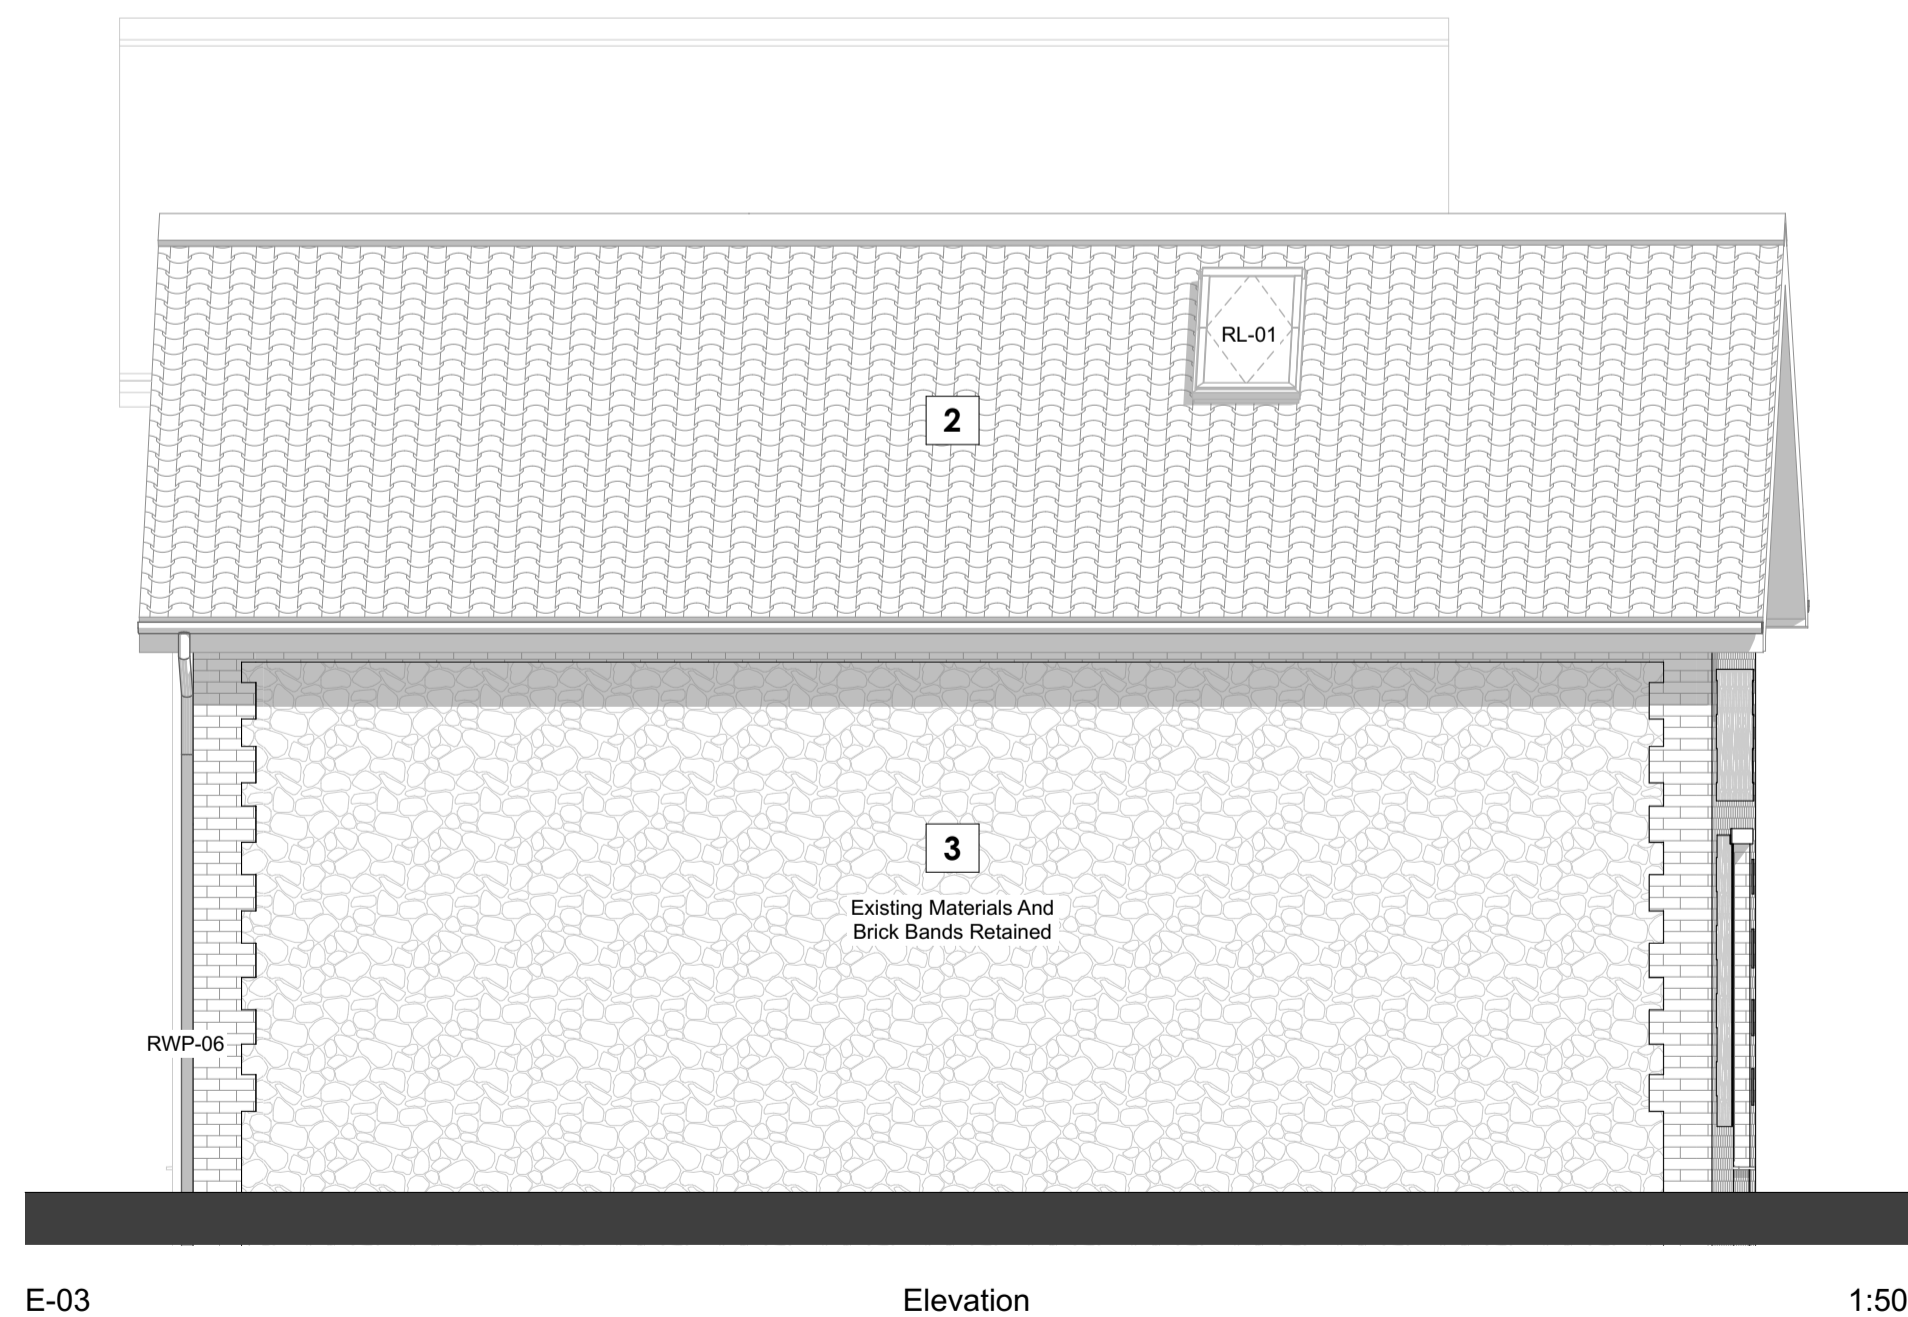 RL-01
2
3
Existing Materials And
Brick Bands Retained
RWP-06
E-03
Elevation
1:50